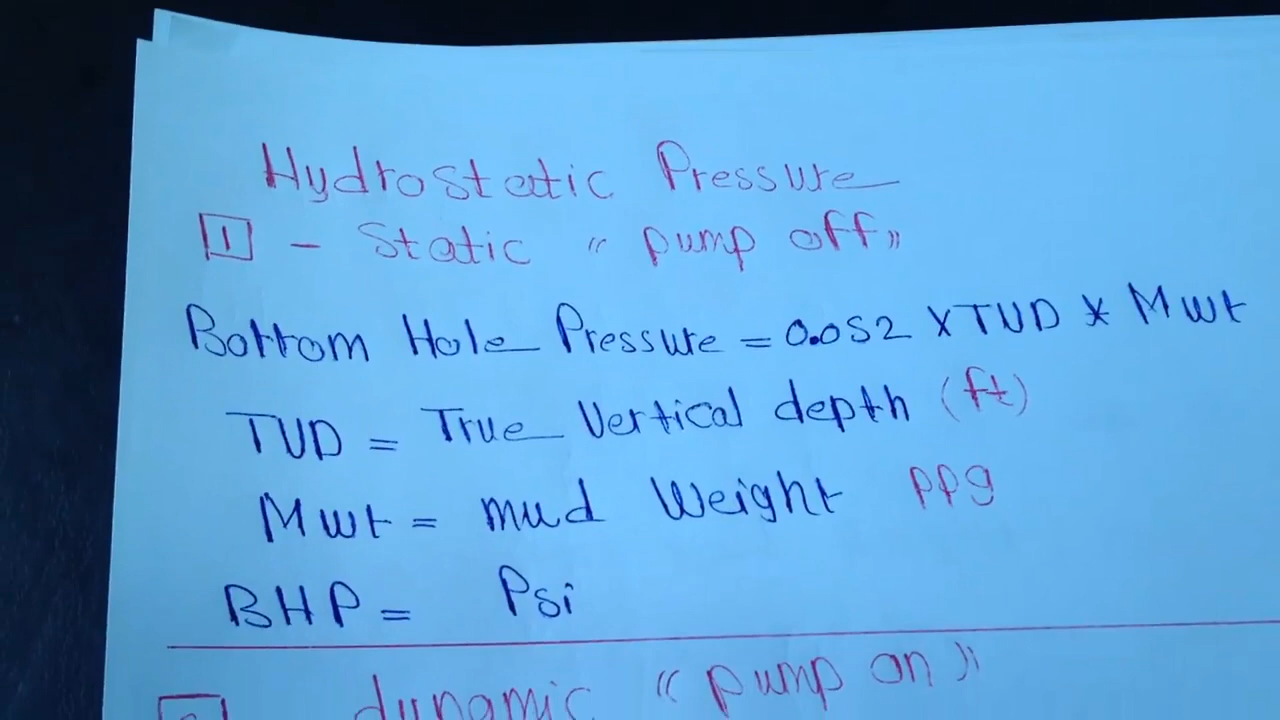 Hydrostatic Pressure
1 - Static " pump off "
Bottom Hole Pressure = 0.052 X TVD * Mwt
TVD = True Vertical depth (ft)
Mwt = mud Weight ppg
BHP = Psi
dynamic " pump on "